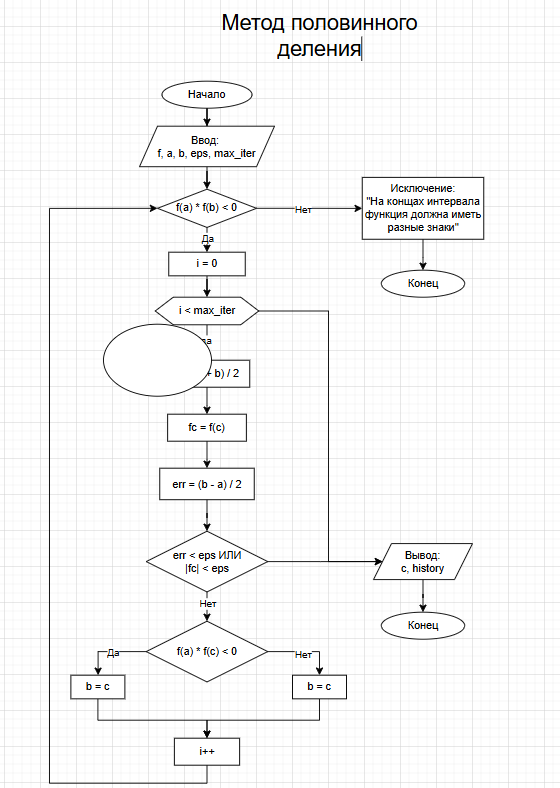 Метод половинного
деления
Начало
Ввод:
f, a, b, eps, max_iter
f(a) * f(b) < 0
Нет
Исключение:
"На концах интервала
функция должна иметь
разные знаки"
Да
i = 0
Конец
i < max_iter
+ b) / 2
fc = f(c)
err = (b - a) / 2
err < eps ИЛИ
|fc| < eps
Вывод:
c, history
Нет
Конец
f(a) * f(c) < 0
Да
Нет
b = c
b = c
i++